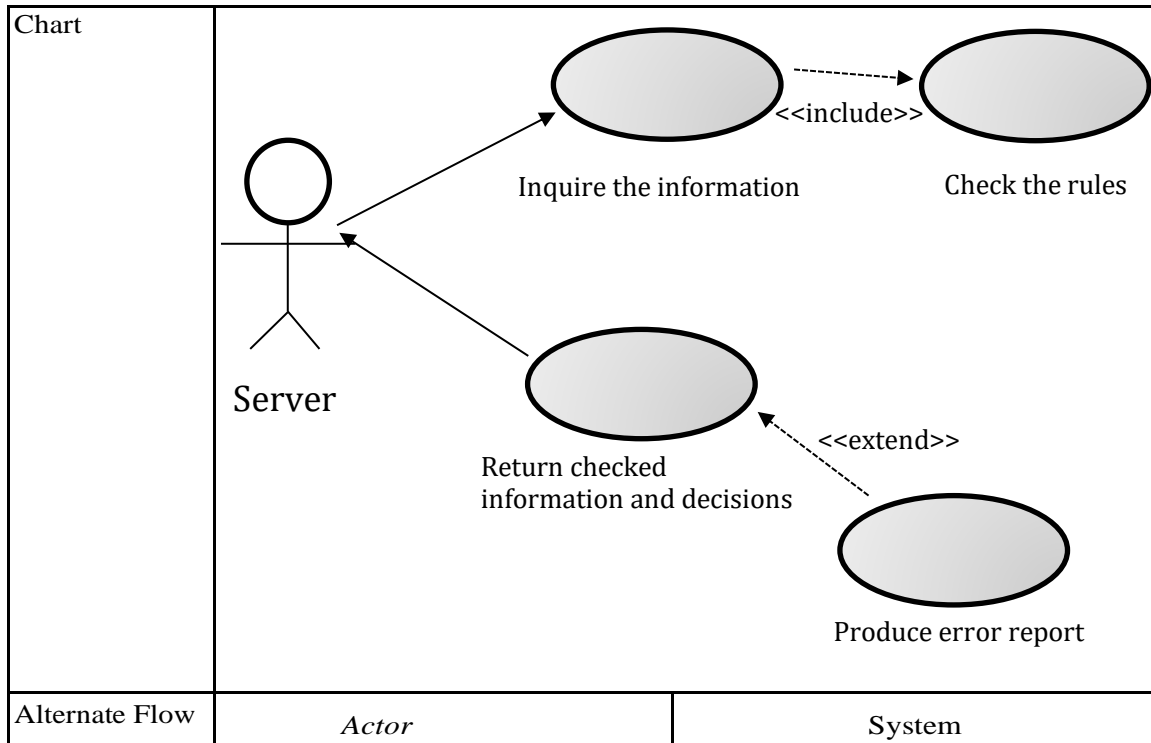 Chart
<<include>>
Inquire the information
Check the rules
Server
<<extend>>
Return checked
information and decisions
Produce error report
Alternate Flow
Actor
System